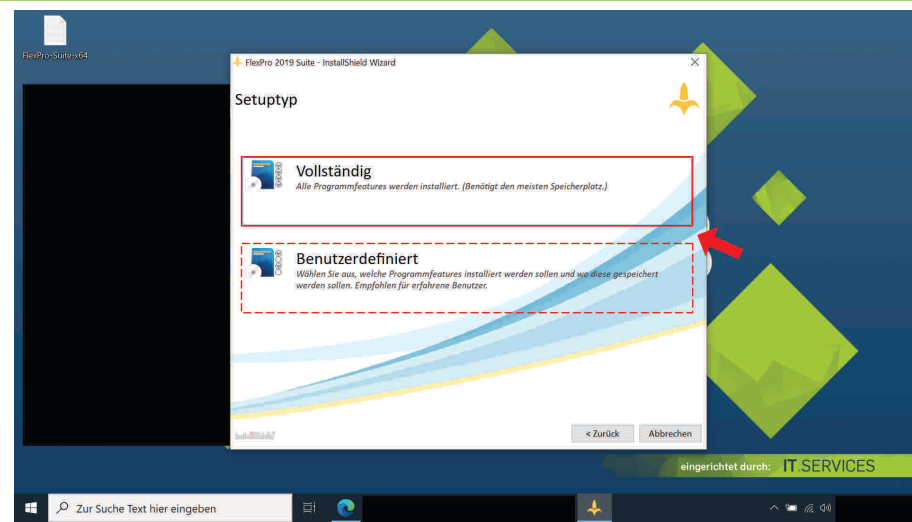 FlexPro-Suite-x64
FlexPro 2019 Suite - InstallShield Wizard
Setuptyp
Vollständig
Alle Programmfeatures werden installiert. (Benötigt den meisten Speicherplatz.)
Benutzerdefiniert
Wählen Sie aus, welche Programmfeatures installiert werden sollen und wo diese gespeichert
werden sollen. Empfohlen für erfahrene Benutzer.
InstallShield
< Zurück Abbrechen
eingerichtet durch: IT.SERVICES
Zur Suche Text hier eingeben